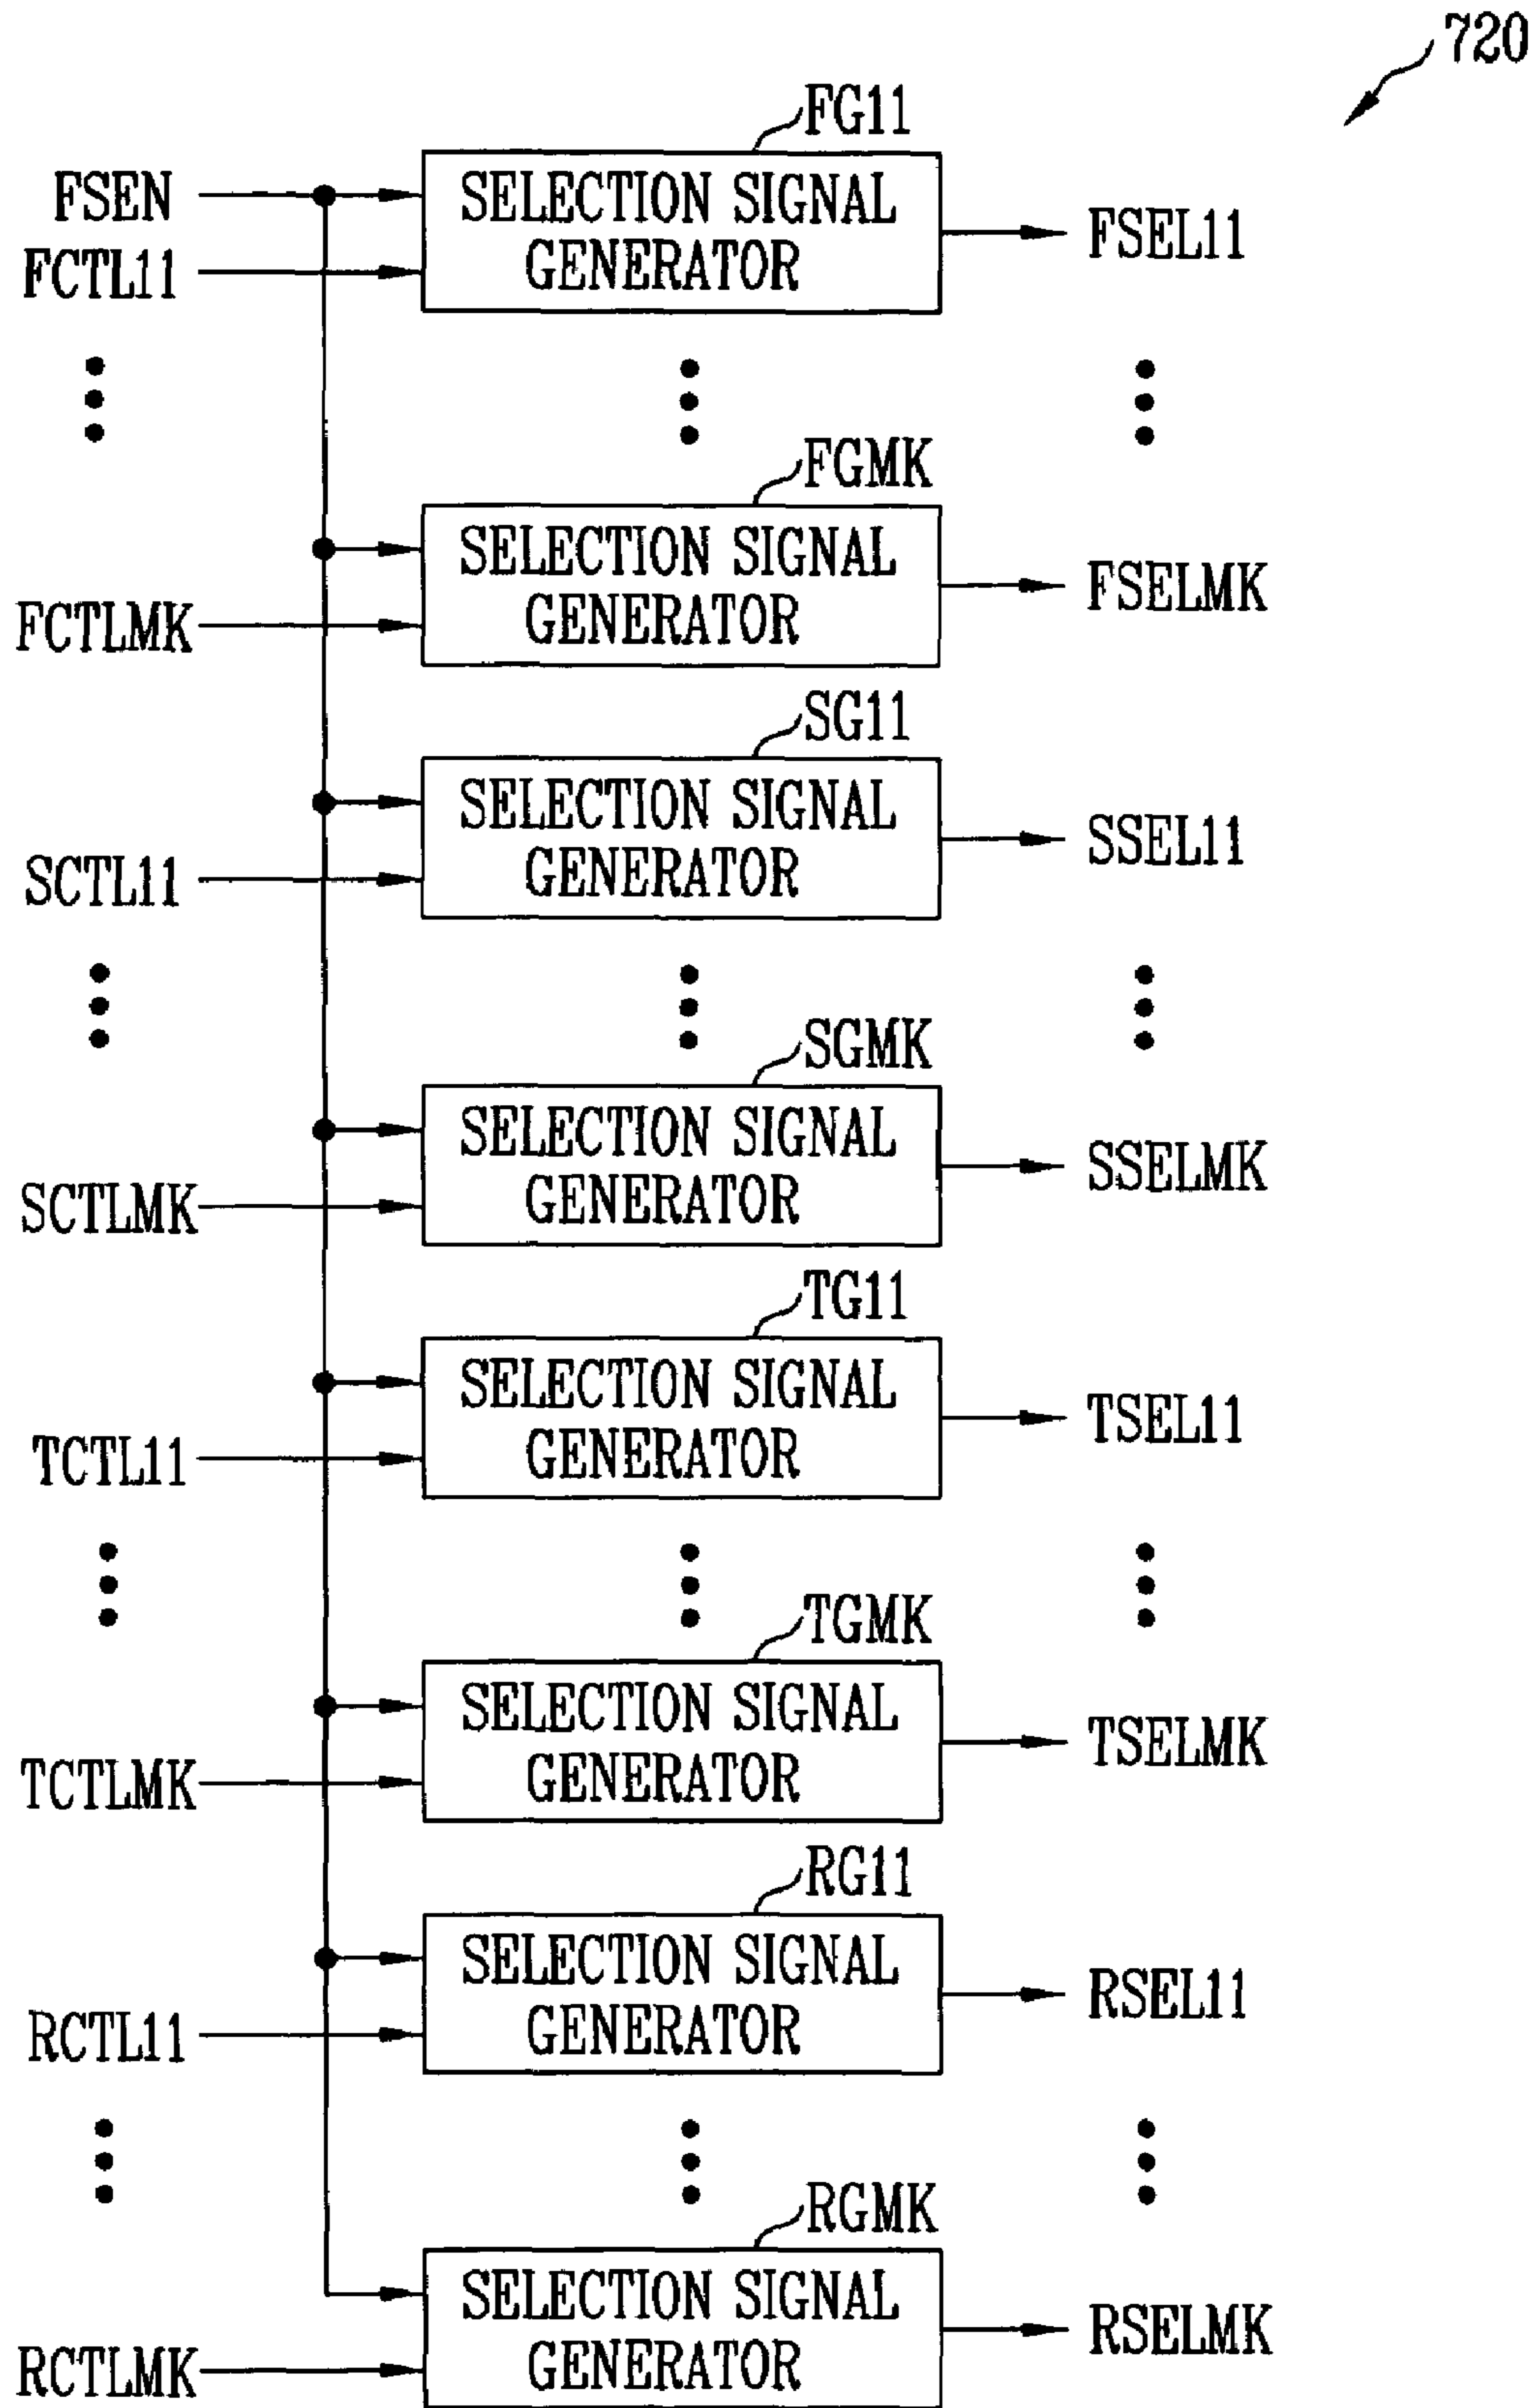 720
FG11
FSEN
SELECTION SIGNAL
GENERATOR
FCTL11
FSEL11
FGMK
SELECTION SIGNAL
GENERATOR
FCTLMK
FSELMK
SG11
SELECTION SIGNAL
GENERATOR
SCTL11
SSEL11
SGMK
SELECTION SIGNAL
GENERATOR
SCTLMK
SSELMK
TG11
SELECTION SIGNAL
GENERATOR
TCTL11
TSEL11
TGMK
SELECTION SIGNAL
GENERATOR
TCTLMK
TSELMK
RG11
SELECTION SIGNAL
GENERATOR
RCTL11
RSEL11
RGMK
SELECTION SIGNAL
GENERATOR
RCTLMK
RSELMK